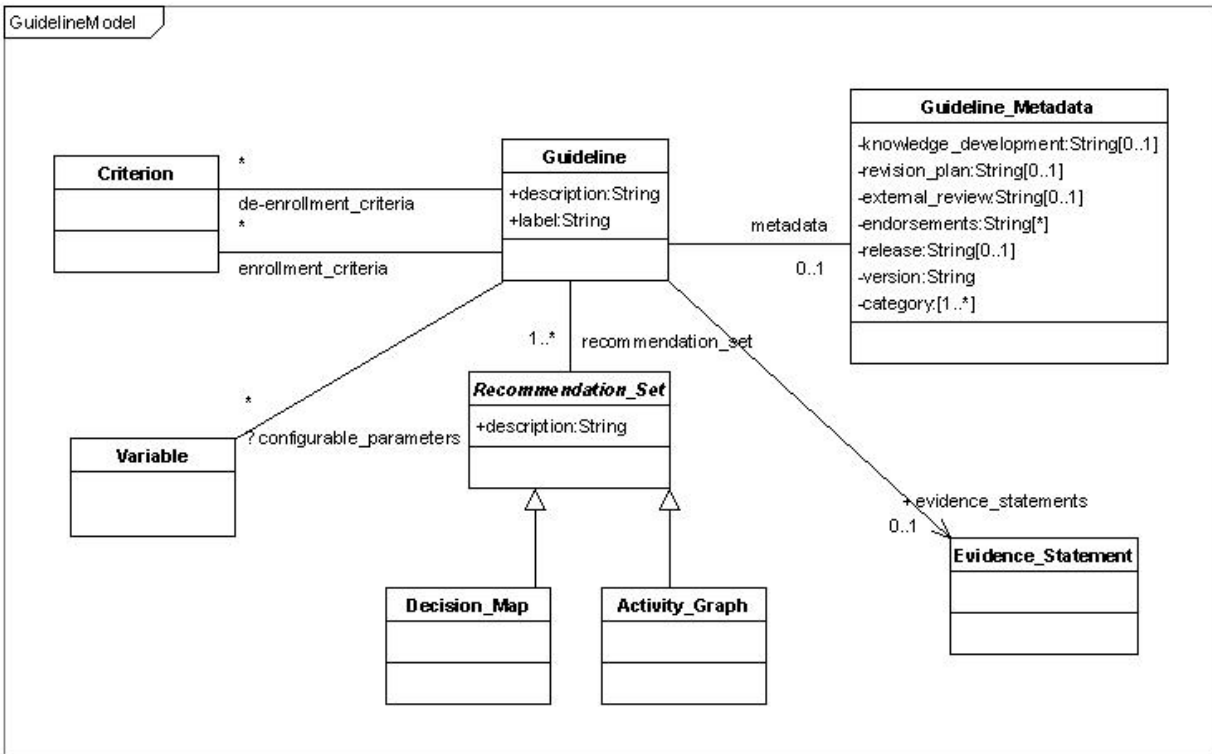 GuidelineModel
Guideline_Metadata
-knowledge_development:String[0..1]
-revision_plan:String[0..1]
-external_review:String[0..1]
-endorsements:String[*]
-release:String[0..1]
-version:String
-category:[1..*]
Guideline
+description:String
+label:String
Criterion
*
de-enrollment_criteria
*
enrollment_criteria
metadata
0..1
1..*
recommendation_set
Recommendation_Set
+description:String
*
?configurable_parameters
Variable
+evidence_statements
0..1
Evidence_Statement
Decision_Map
Activity_Graph